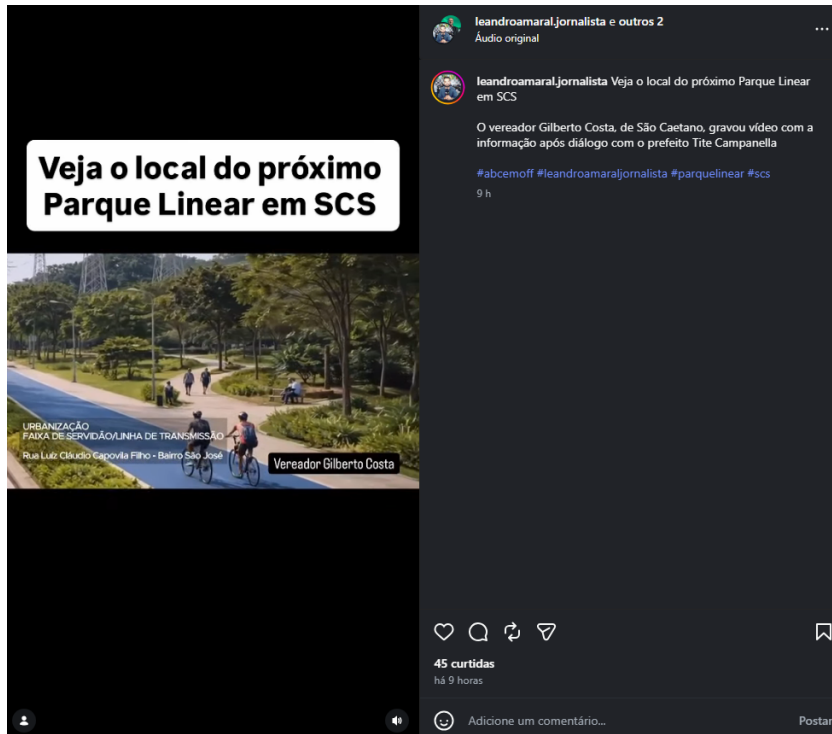 Veja o local do próximo
Parque Linear em SCS
URBANIZAÇÃO
FAIXA DE SERVIDÃO/LINHA DE TRANSMISSÃO
Rua Luiz Cláudio Capovila Filho - Bairro São José
Vereador Gilberto Costa
leandroamaral.jornalista e outros 2
Áudio original
leandroamaral.jornalista Veja o local do próximo Parque Linear
em SCS
O vereador Gilberto Costa, de São Caetano, gravou vídeo com a
informação após diálogo com o prefeito Tite Campanella
#abcemoff #leandroamaraljornalista #parquelinear #scs
9 h
45 curtidas
há 9 horas
Adicione um comentário...
Postar